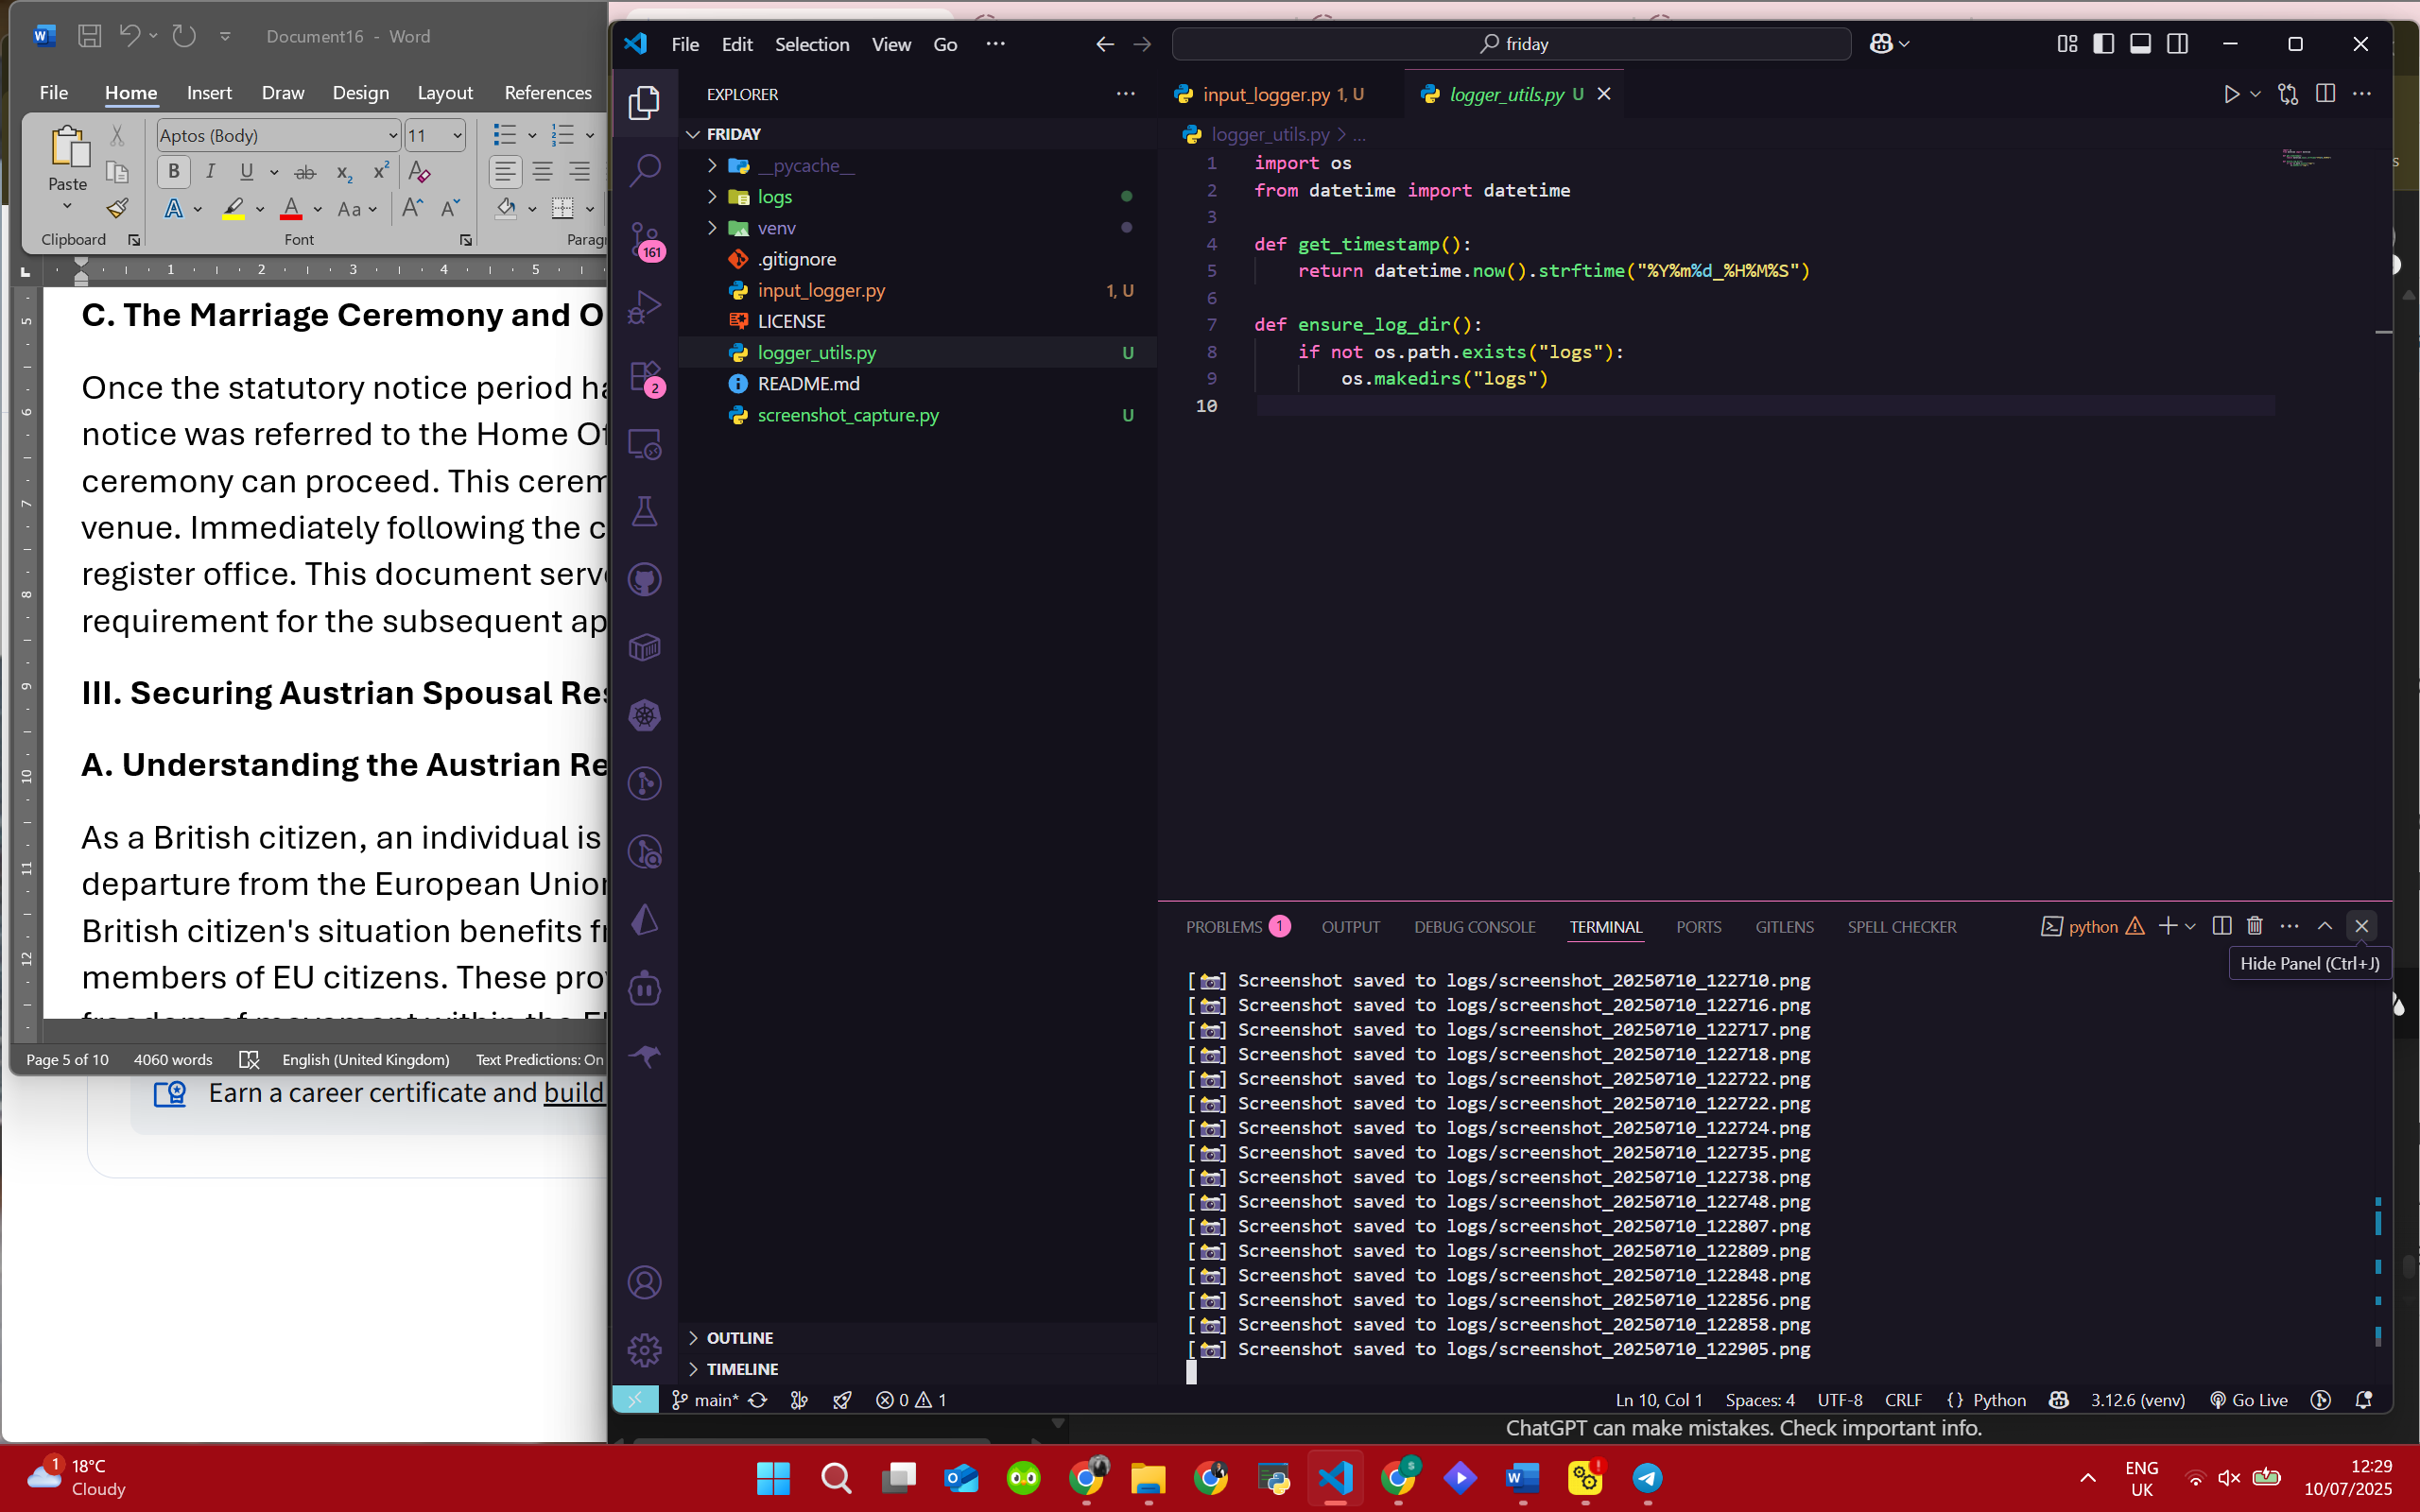 Document16 - Word
File Home Insert Draw Design Layout References
Aptos (Body) 11
Paste
Clipboard Font
1 2 3 4 5
C. The Marriage Ceremony and O
Once the statutory notice period ha
notice was referred to the Home Of
ceremony can proceed. This cerem
venue. Immediately following the c
register office. This document serve
requirement for the subsequent ap
III. Securing Austrian Spousal Res
A. Understanding the Austrian Re
As a British citizen, an individual is
departure from the European Union
British citizen's situation benefits fr
members of EU citizens. These prov
Page 5 of 10 4060 words English (United Kingdom) Text Predictions: On
Earn a career certificate and build
File Edit Selection View Go
friday
EXPLORER
FRIDAY
__pycache__
logs
venv
.gitignore
input_logger.py 1, U
LICENSE
logger_utils.py U
README.md
screenshot_capture.py U
OUTLINE
TIMELINE
161
2
input_logger.py 1, U
logger_utils.py U
logger_utils.py > ...
1 import os
2 from datetime import datetime
3
4 def get_timestamp():
5 return datetime.now().strftime("%Y%m%d_%H%M%S")
6
7 def ensure_log_dir():
8 if not os.path.exists("logs"):
9 os.makedirs("logs")
10
PROBLEMS 1 OUTPUT DEBUG CONSOLE TERMINAL PORTS GITLENS SPELL CHECKER
python
Hide Panel (Ctrl+J)
[📸] Screenshot saved to logs/screenshot_20250710_122710.png
[📸] Screenshot saved to logs/screenshot_20250710_122716.png
[📸] Screenshot saved to logs/screenshot_20250710_122717.png
[📸] Screenshot saved to logs/screenshot_20250710_122718.png
[📸] Screenshot saved to logs/screenshot_20250710_122722.png
[📸] Screenshot saved to logs/screenshot_20250710_122722.png
[📸] Screenshot saved to logs/screenshot_20250710_122724.png
[📸] Screenshot saved to logs/screenshot_20250710_122735.png
[📸] Screenshot saved to logs/screenshot_20250710_122738.png
[📸] Screenshot saved to logs/screenshot_20250710_122748.png
[📸] Screenshot saved to logs/screenshot_20250710_122807.png
[📸] Screenshot saved to logs/screenshot_20250710_122809.png
[📸] Screenshot saved to logs/screenshot_20250710_122848.png
[📸] Screenshot saved to logs/screenshot_20250710_122856.png
[📸] Screenshot saved to logs/screenshot_20250710_122858.png
[📸] Screenshot saved to logs/screenshot_20250710_122905.png
main* 0 1 Ln 10, Col 1 Spaces: 4 UTF-8 CRLF {} Python 3.12.6 (venv) Go Live
ChatGPT can make mistakes. Check important info.
1 18°C
Cloudy
ENG
UK
12:29
10/07/2025